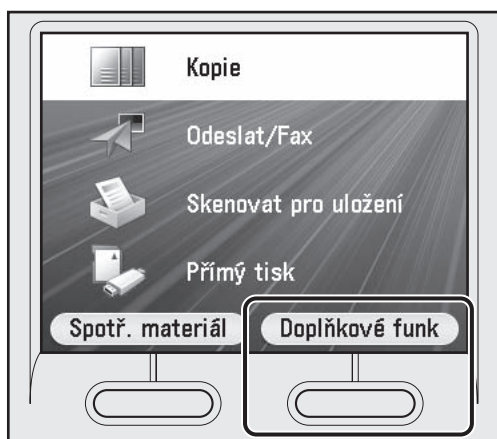 Kopie
Odeslat/Fax
Skenovat pro uložení
Přímý tisk
Spotř. materiál Doplňkové funk